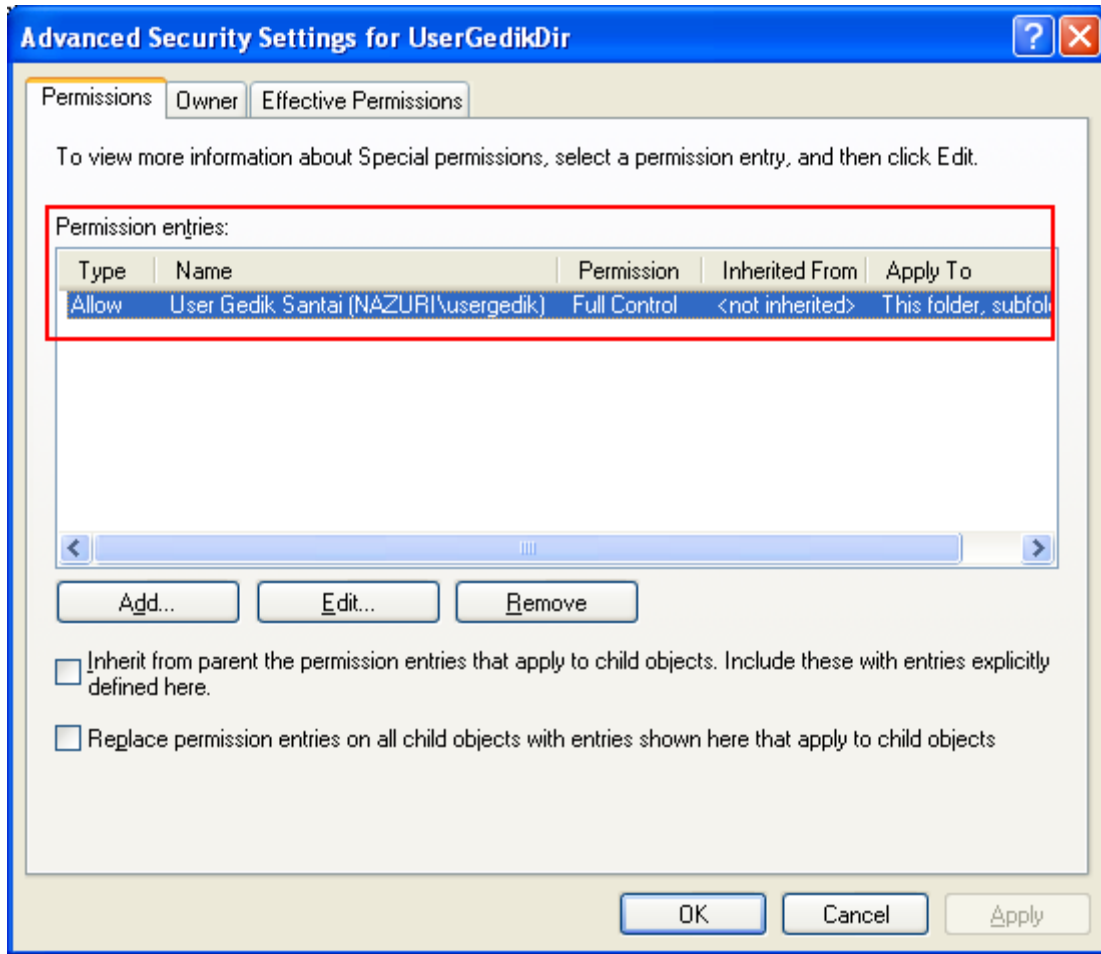 Advanced Security Settings for UserGedikDir
Permissions Owner Effective Permissions
To view more information about Special permissions, select a permission entry, and then click Edit.
Permission entries:
Type Name Permission Inherited From Apply To
Allow User Gedik Santai (NAZURI\usergedik) Full Control <not inherited> This folder, subfol
Add... Edit... Remove
Inherit from parent the permission entries that apply to child objects. Include these with entries explicitly
defined here.
Replace permission entries on all child objects with entries shown here that apply to child objects
OK Cancel Apply